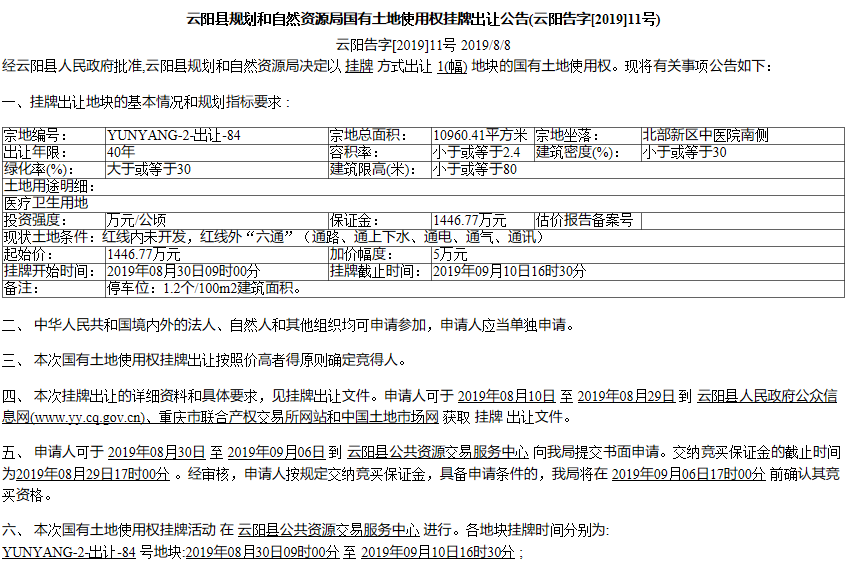 云阳县规划和自然资源局国有土地使用权挂牌出让公告(云阳告字[2019]11号)
云阳告字[2019]11号 2019/8/8
经云阳县人民政府批准,云阳县规划和自然资源局决定以 挂牌 方式出让 1(幅) 地块的国有土地使用权。现将有关事项公告如下：
一、挂牌出让地块的基本情况和规划指标要求：
宗地编号： YUNYANG-2-出让-84 宗地总面积： 10960.41平方米 宗地坐落： 北部新区中医院南侧
出让年限： 40年 容积率： 小于或等于2.4 建筑密度(%)： 小于或等于30
绿化率(%)： 大于或等于30 建筑限高(米)： 小于或等于80
土地用途明细：
医疗卫生用地
投资强度： 万元/公顷 保证金： 1446.77万元 估价报告备案号
现状土地条件：红线内未开发，红线外“六通”（通路、通上下水、通电、通气、通讯）
起始价： 1446.77万元 加价幅度： 5万元
挂牌开始时间： 2019年08月30日09时00分 挂牌截止时间： 2019年09月10日16时30分
备注： 停车位：1.2个/100m2建筑面积。
二、 中华人民共和国境内外的法人、自然人和其他组织均可申请参加，申请人应当单独申请。
三、 本次国有土地使用权挂牌出让按照价高者得原则确定竞得人。
四、 本次挂牌出让的详细资料和具体要求，见挂牌出让文件。申请人可于 2019年08月10日 至 2019年08月29日 到 云阳县人民政府公众信
息网(www.yy.cq.gov.cn)、重庆市联合产权交易所网站和中国土地市场网 获取 挂牌 出让文件。
五、 申请人可于 2019年08月30日 至 2019年09月06日 到 云阳县公共资源交易服务中心 向我局提交书面申请。交纳竞买保证金的截止时间
为2019年08月29日17时00分 。经审核，申请人按规定交纳竞买保证金，具备申请条件的，我局将在 2019年09月06日17时00分 前确认其竞
买资格。
六、 本次国有土地使用权挂牌活动 在 云阳县公共资源交易服务中心 进行。各地块挂牌时间分别为:
YUNYANG-2-出让-84 号地块:2019年08月30日09时00分 至 2019年09月10日16时30分；